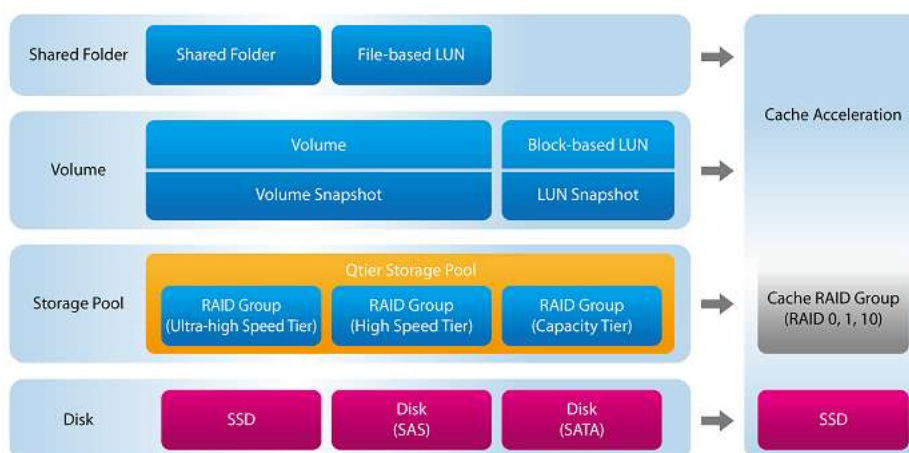 Shared Folder
Shared Folder
File-based LUN
Cache Acceleration
Volume
Volume
Block-based LUN
Volume Snapshot
LUN Snapshot
Storage Pool
Qtier Storage Pool
RAID Group
(Ultra-high Speed Tier)
RAID Group
(High Speed Tier)
RAID Group
(Capacity Tier)
Cache RAID Group
(RAID 0, 1, 10)
Disk
SSD
Disk
(SAS)
Disk
(SATA)
SSD